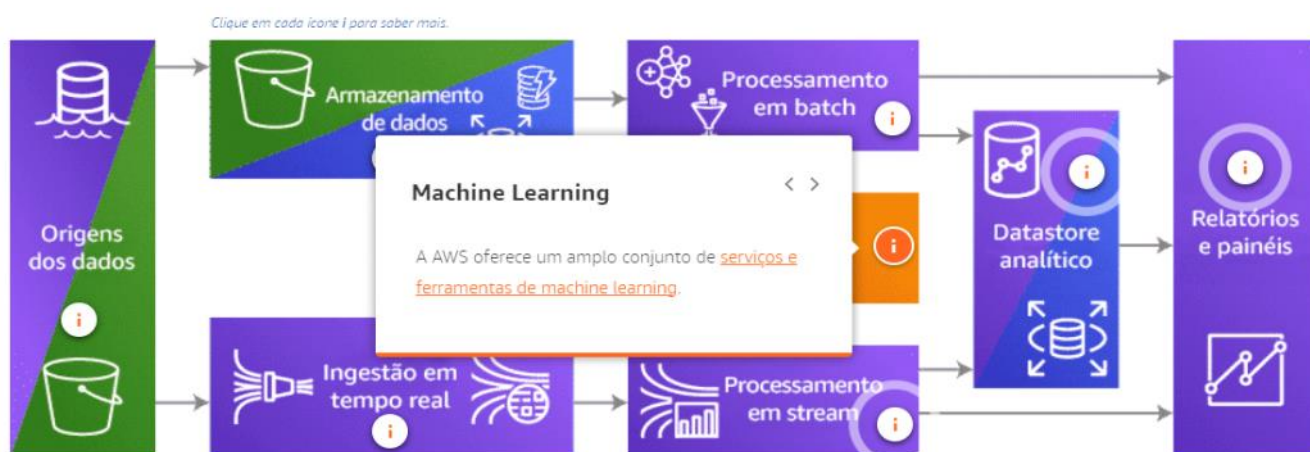 Clique em cada ícone i para saber mais.
Origens
dos dados
i
Armazenamento
de dados
Processamento
em batch
i
Machine Learning
< >
A AWS oferece um amplo conjunto de serviços e
ferramentas de machine learning.
i
Datastore
analítico
i
Relatórios
e painéis
i
Ingestão em
tempo real
i
Processamento
em stream
i